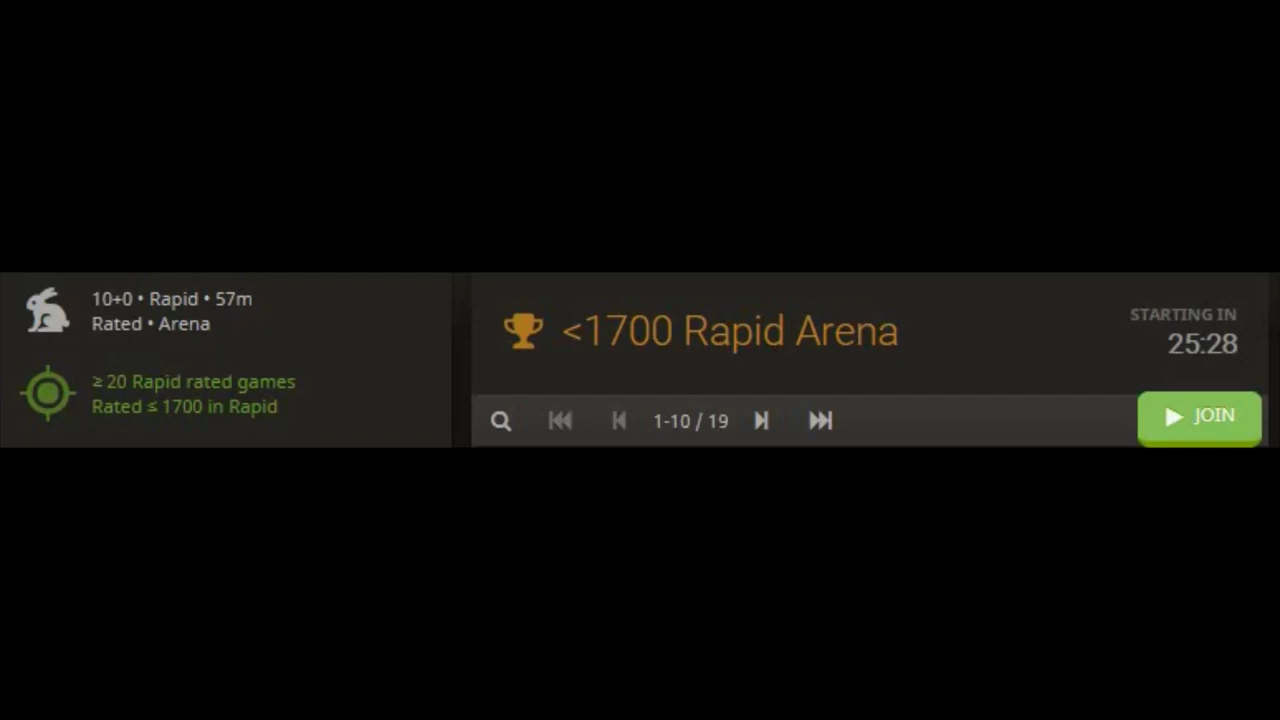 10+0 • Rapid • 57m
Rated • Arena
≥ 20 Rapid rated games
Rated ≤ 1700 in Rapid
<1700 Rapid Arena
STARTING IN
25:28
1-10 / 19
JOIN